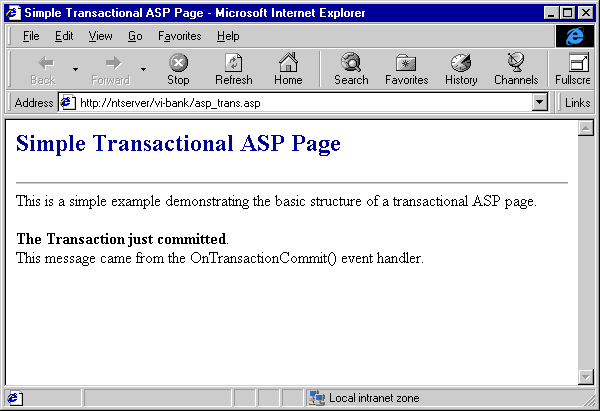 Simple Transactional ASP Page - Microsoft Internet Explorer
File Edit View Go Favorites Help
Back Forward Stop Refresh Home Search Favorites History Channels Fullscre
Address http://ntserver/vi-bank/asp_trans.asp Links
Simple Transactional ASP Page
This is a simple example demonstrating the basic structure of a transactional ASP page.
The Transaction just committed.
This message came from the OnTransactionCommit() event handler.
Local intranet zone